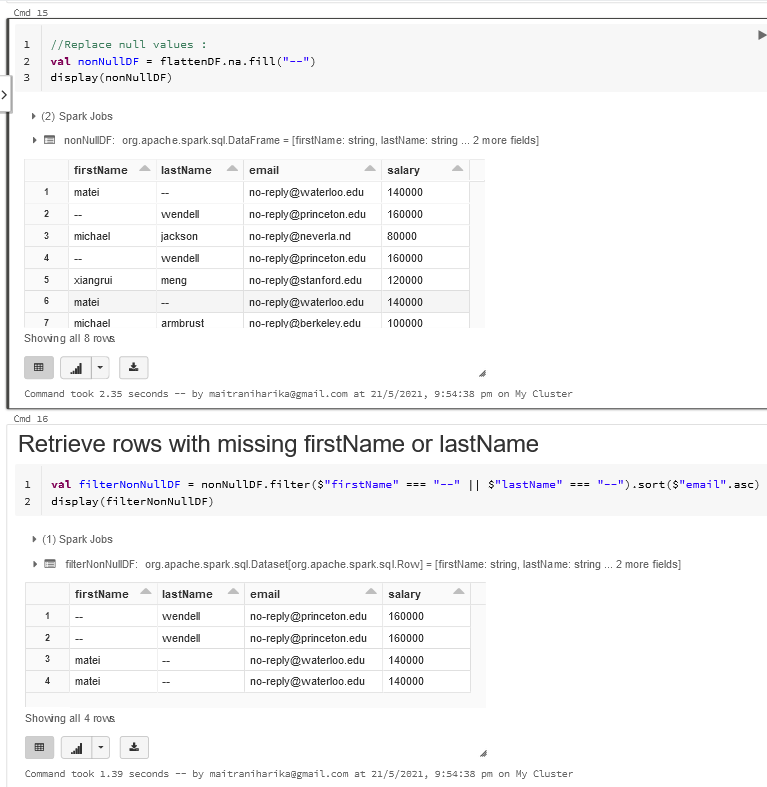 Cmd 15
1 //Replace null values :
2 val nonNullDF = flattenDF.na.fill("--")
3 display(nonNullDF)
(2) Spark Jobs
nonNullDF: org.apache.spark.sql.DataFrame = [firstName: string, lastName: string ... 2 more fields]
firstName lastName email salary
1 matei -- no-reply@waterloo.edu 140000
2 -- wendell no-reply@princeton.edu 160000
3 michael jackson no-reply@neverla.nd 80000
4 -- wendell no-reply@princeton.edu 160000
5 xiangrui meng no-reply@stanford.edu 120000
6 matei -- no-reply@waterloo.edu 140000
7 michael armbrust no-reply@berkeley.edu 100000
Showing all 8 rows.
Command took 2.35 seconds -- by maitraniharika@gmail.com at 21/5/2021, 9:54:38 pm on My Cluster
Cmd 16
Retrieve rows with missing firstName or lastName
1 val filterNonNullDF = nonNullDF.filter($"firstName" === "--" || $"lastName" === "--").sort($"email".asc)
2 display(filterNonNullDF)
(1) Spark Jobs
filterNonNullDF: org.apache.spark.sql.Dataset[org.apache.spark.sql.Row] = [firstName: string, lastName: string ... 2 more fields]
firstName lastName email salary
1 -- wendell no-reply@princeton.edu 160000
2 -- wendell no-reply@princeton.edu 160000
3 matei -- no-reply@waterloo.edu 140000
4 matei -- no-reply@waterloo.edu 140000
Showing all 4 rows.
Command took 1.39 seconds -- by maitraniharika@gmail.com at 21/5/2021, 9:54:38 pm on My Cluster